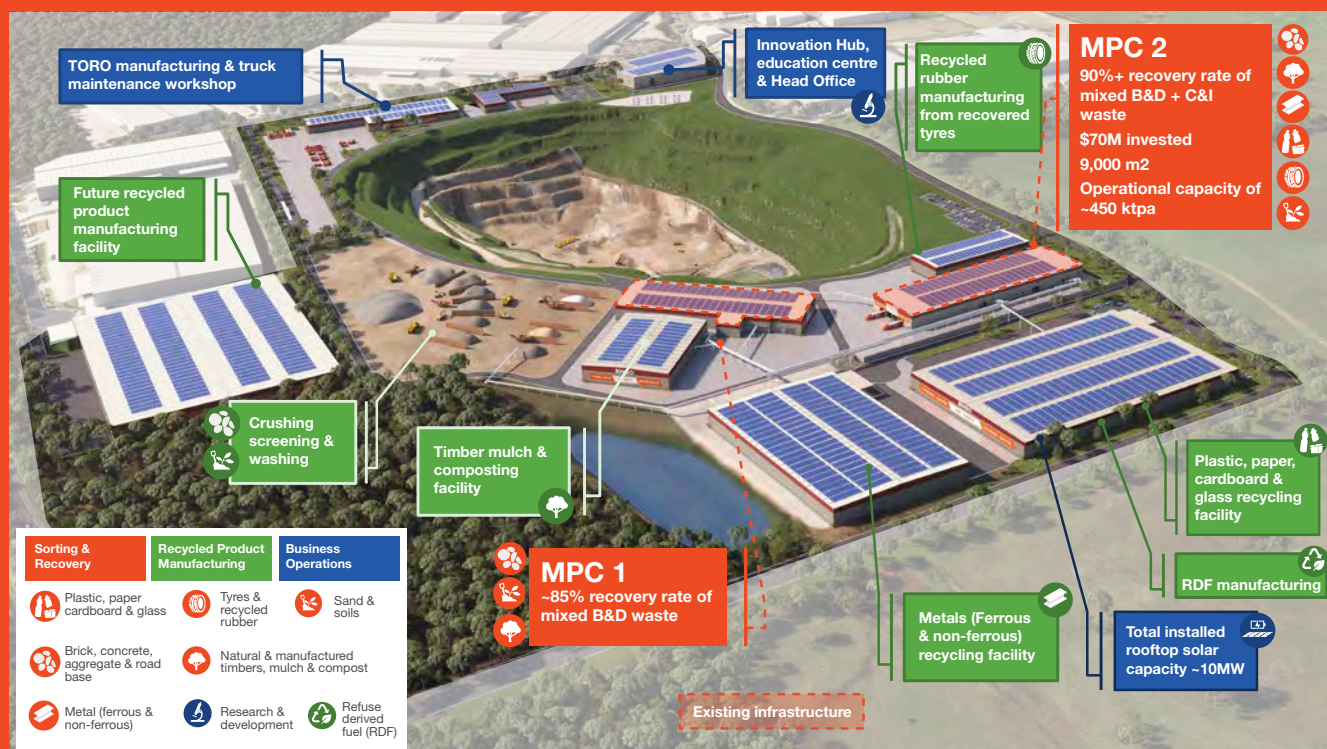 TORO manufacturing & truck
maintenance workshop
Innovation Hub,
education centre
& Head Office
Recycled
rubber
manufacturing
from recovered
tyres
MPC 2
90%+ recovery rate of
mixed B&D + C&I
waste
$70M invested
9,000 m2
Operational capacity of
~450 ktpa
Future recycled
product
manufacturing
facility
Crushing
screening &
washing
Timber mulch &
composting
facility
Plastic, paper,
cardboard &
glass recycling
facility
RDF manufacturing
MPC 1
~85% recovery rate of
mixed B&D waste
Metals (Ferrous
& non-ferrous)
recycling facility
Total installed
rooftop solar
capacity ~10MW
Existing infrastructure
Sorting &
Recovery
Recycled Product
Manufacturing
Business
Operations
Plastic, paper
cardboard & glass
Tyres &
recycled
rubber
Sand &
soils
Brick, concrete,
aggregate & road
base
Natural & manufactured
timbers, mulch & compost
Metal (ferrous &
non-ferrous)
Research &
development
Refuse
derived
fuel (RDF)